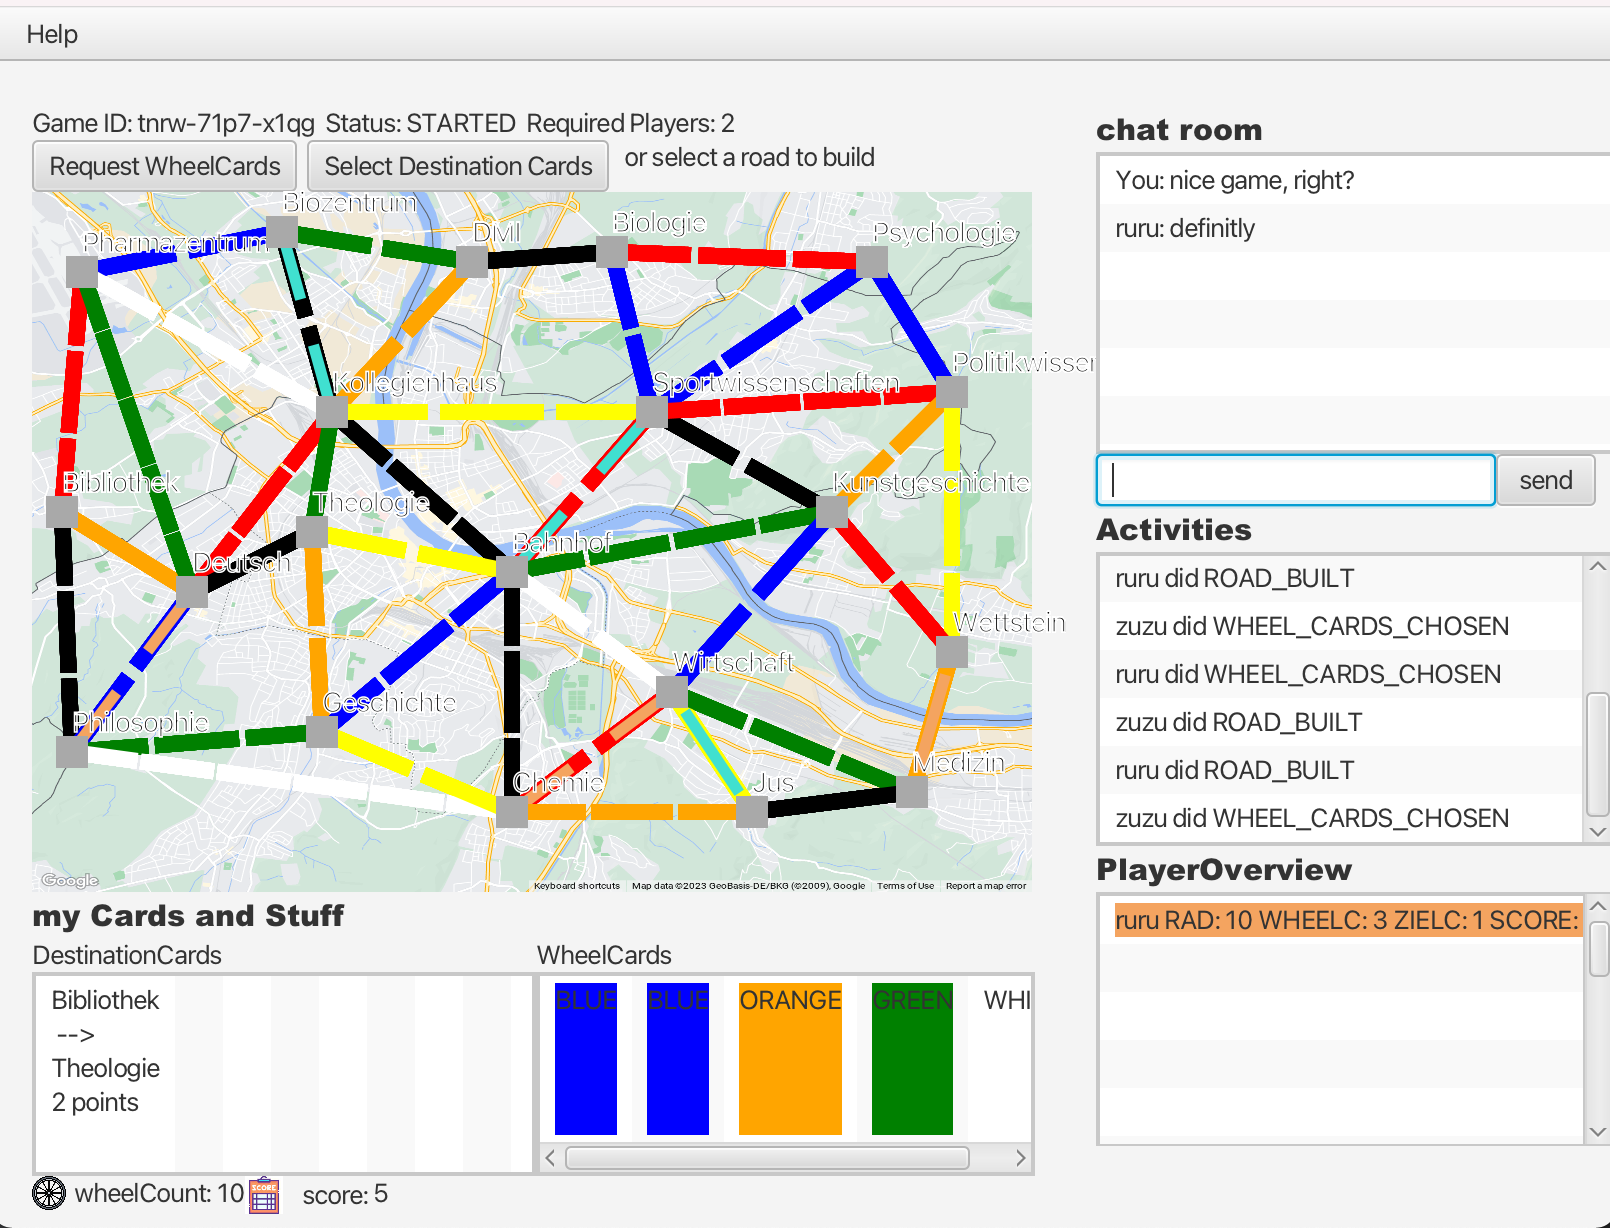 Help
Game ID: tnrw-71p7-x1qg Status: STARTED Required Players: 2
Request WheelCards
Select Destination Cards
or select a road to build
Biozentrum
Pharmazentrum
DMI
Biologie
Psychologie
Kollegienhaus
Sportwissenschaften
Politikwisser
Bibliothek
Theologie
Kunstgeschichte
Deutsch
Bahnhof
Wettstein
Wirtschaft
Geschichte
Philosophie
Chemie
Jus
Medizin
Google
Keyboard shortcuts
Map data ©2023 GeoBasis-DE/BKG (©2009), Google
Terms of Use
Report a map error
my Cards and Stuff
DestinationCards
Bibliothek
-->
Theologie
2 points
WheelCards
BLUE
BLUE
ORANGE
GREEN
WHI
wheelCount: 10
SCORE
score: 5
chat room
You: nice game, right?
ruru: definitly
send
Activities
ruru did ROAD_BUILT
zuzu did WHEEL_CARDS_CHOSEN
ruru did WHEEL_CARDS_CHOSEN
zuzu did ROAD_BUILT
ruru did ROAD_BUILT
zuzu did WHEEL_CARDS_CHOSEN
PlayerOverview
ruru RAD: 10 WHEELC: 3 ZIELC: 1 SCORE: